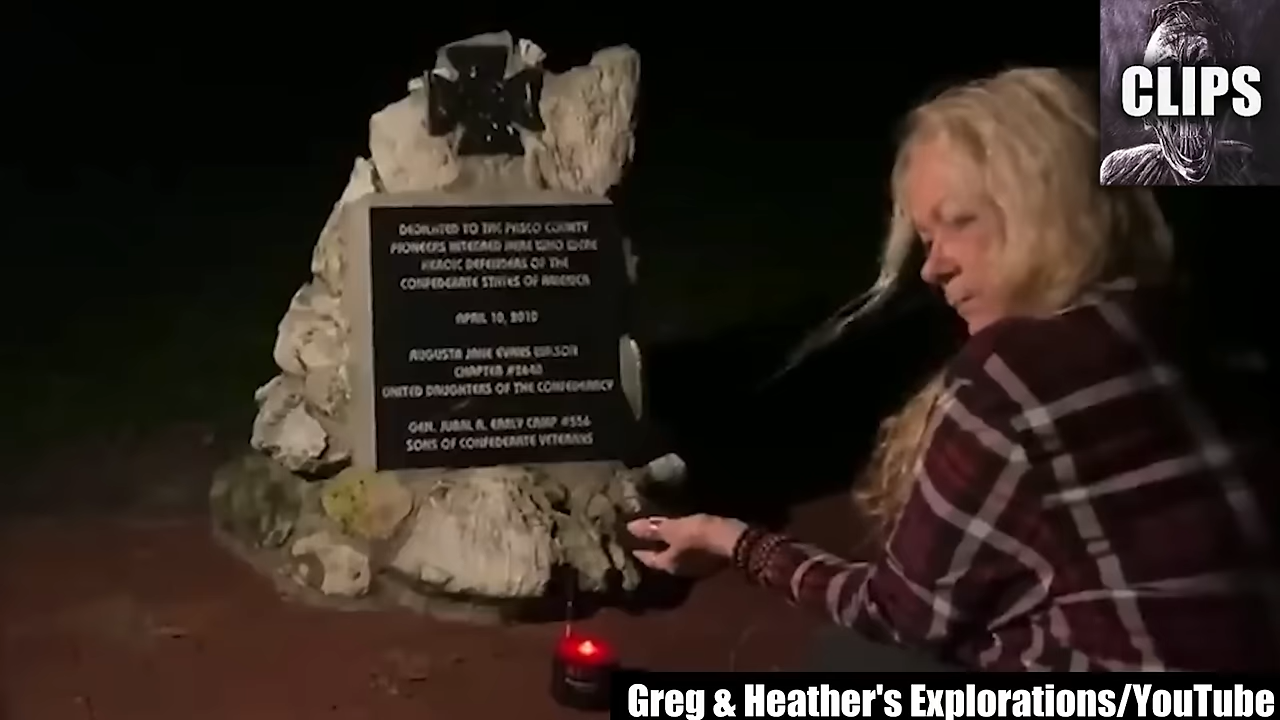 CLIPS
DEDICATED TO THE PASCO COUNTY
PIONEERS INTERRED HERE WHO WERE
HEROIC DEFENDERS OF THE
CONFEDERATE STATES OF AMERICA
APRIL 10, 2010
AUGUSTA JANE EVANS WILSON
CHAPTER #2640
UNITED DAUGHTERS OF THE CONFEDERACY
GEN. JUBAL A. EARLY CAMP #556
SONS OF CONFEDERATE VETERANS
Greg & Heather's Explorations/YouTube